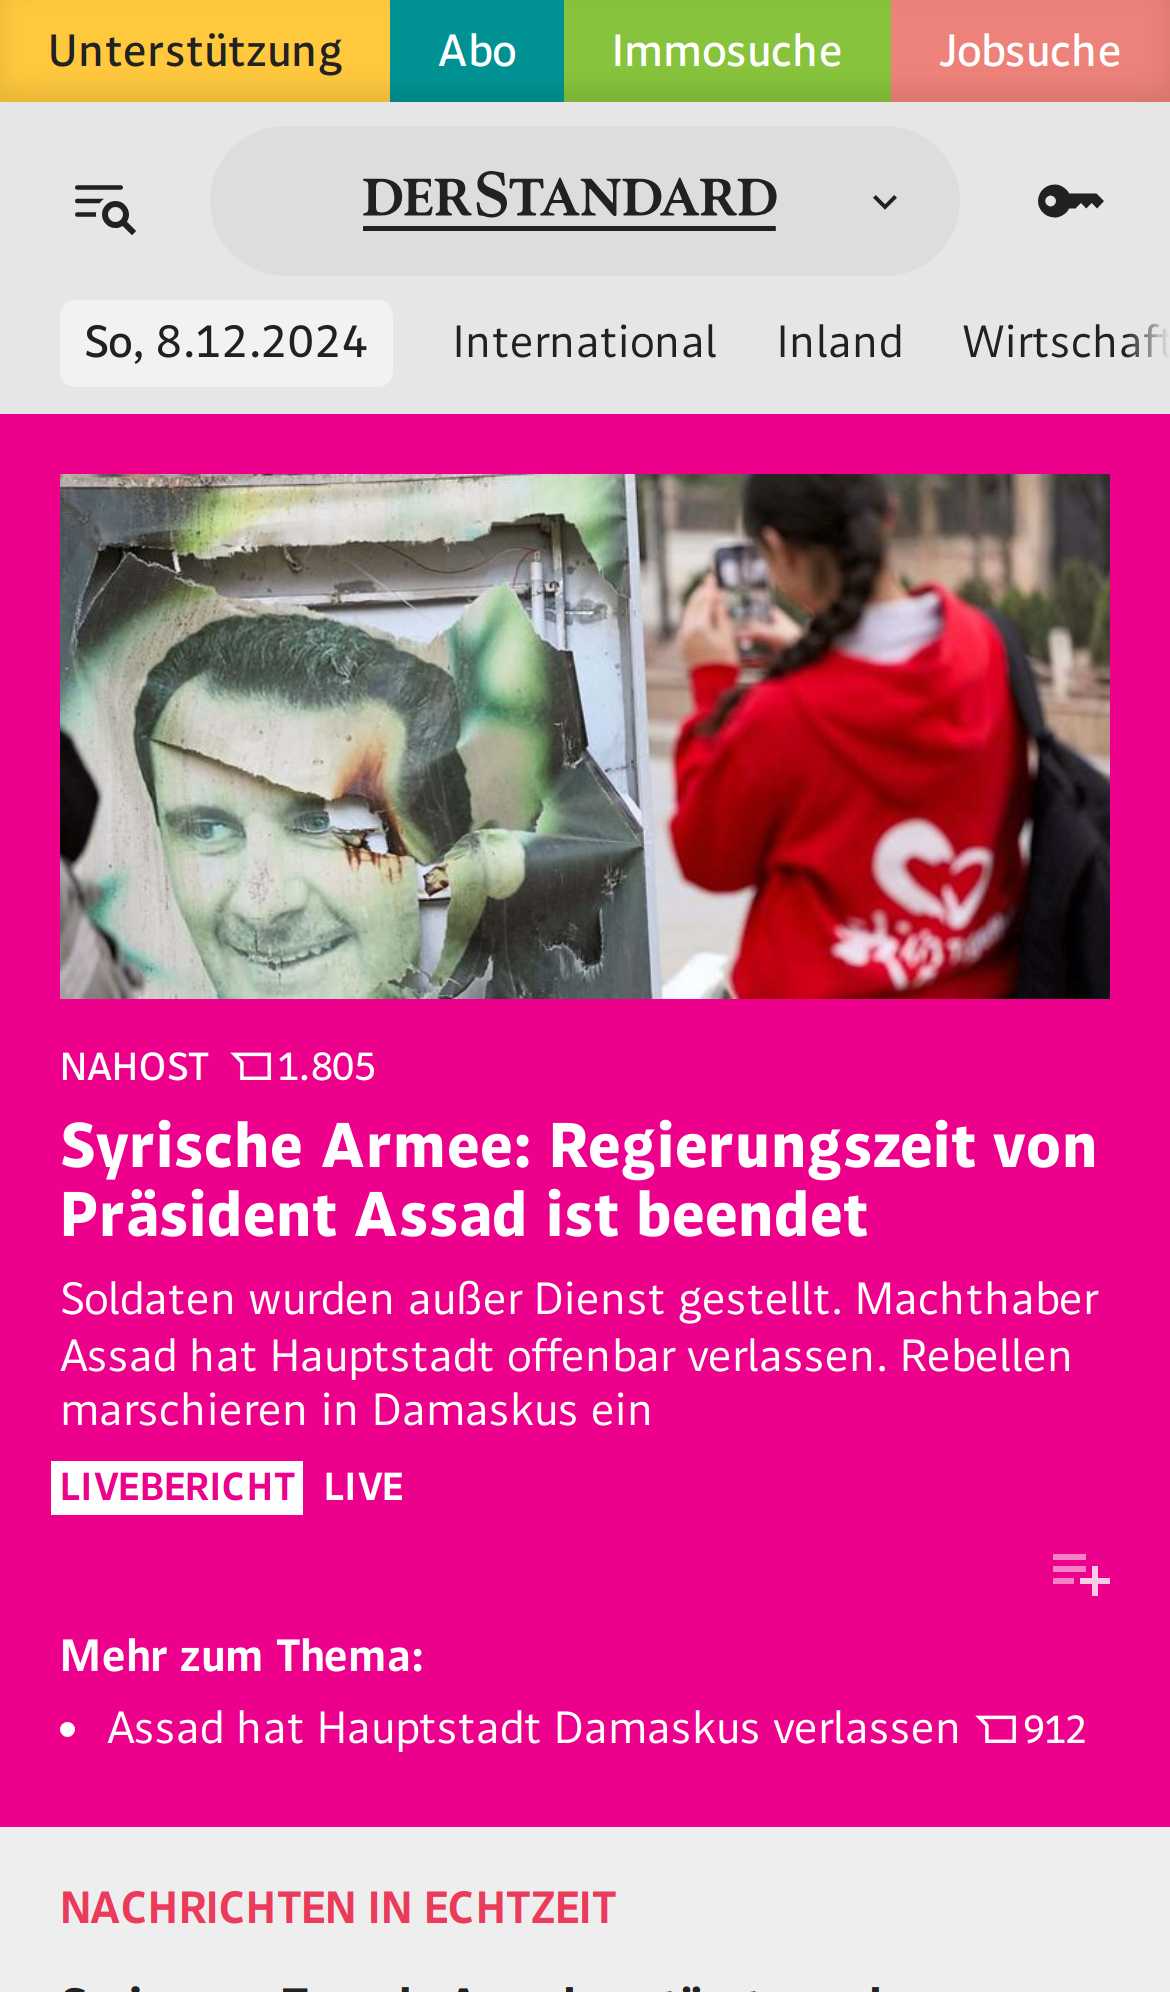 Unterstützung Abo Immosuche Jobsuche
DERSTANDARD
So, 8.12.2024 International Inland Wirtschaft
NAHOST 1.805
Syrische Armee: Regierungszeit von
Präsident Assad ist beendet
Soldaten wurden außer Dienst gestellt. Machthaber
Assad hat Hauptstadt offenbar verlassen. Rebellen
marschieren in Damaskus ein
LIVEBERICHT LIVE
Mehr zum Thema:
• Assad hat Hauptstadt Damaskus verlassen 912
NACHRICHTEN IN ECHTZEIT